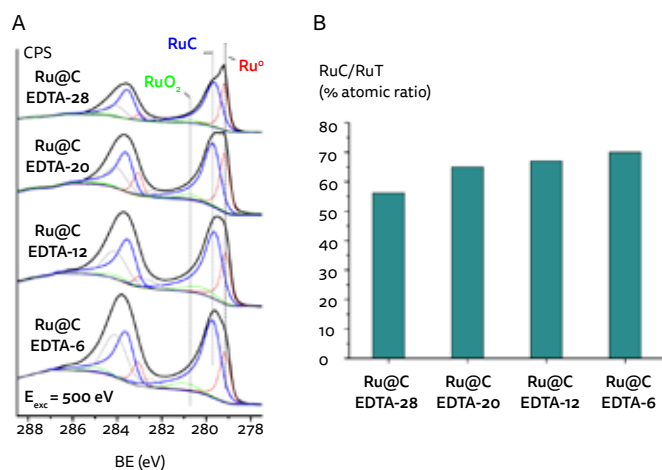 A
CPS
RuC
Ru⁰
RuO₂
Ru@C
EDTA-28
Ru@C
EDTA-20
Ru@C
EDTA-12
Ru@C
EDTA-6
Eexc = 500 eV
288 286 284 282 280 278
BE (eV)
B
RuC/RuT
(% atomic ratio)
80
70
60
50
40
30
20
10
0
Ru@C
EDTA-28
Ru@C
EDTA-20
Ru@C
EDTA-12
Ru@C
EDTA-6